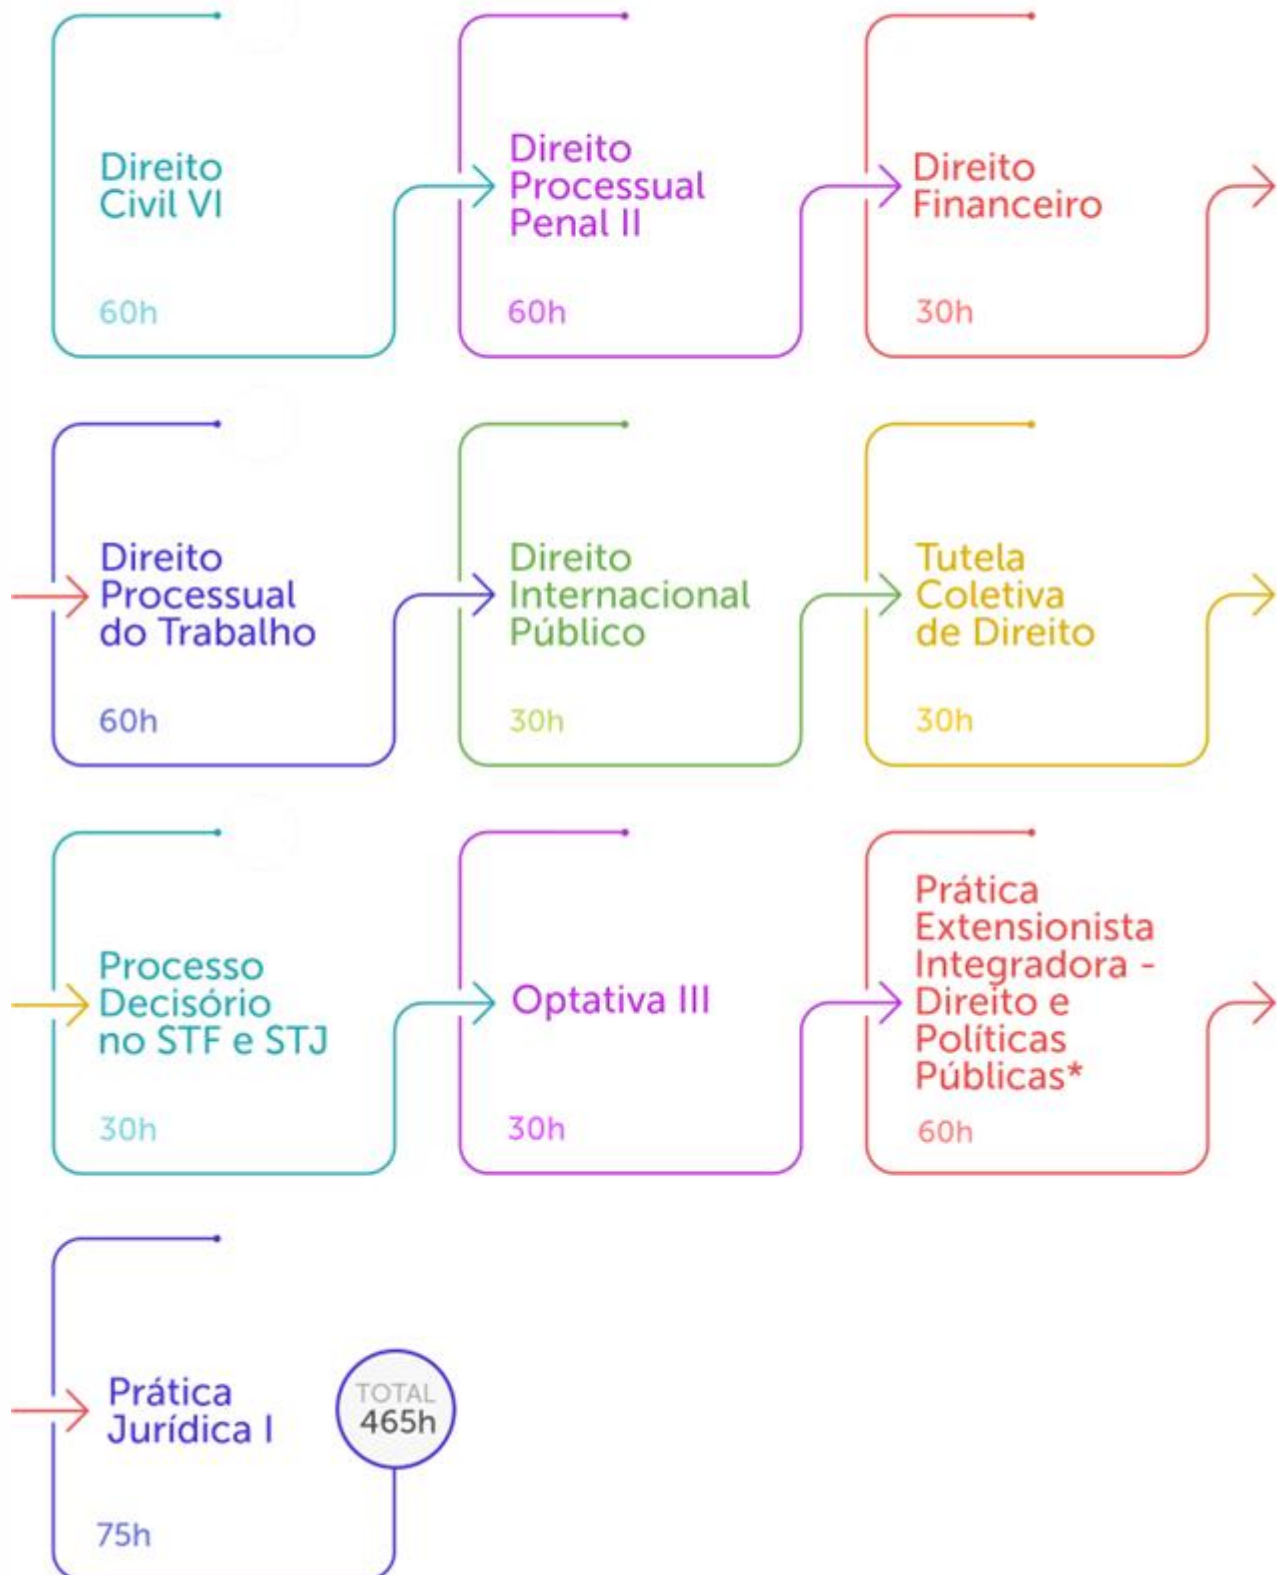 Direito
Civil VI
60h
Direito
Processual
Penal II
60h
Direito
Financeiro
30h
Direito
Processual
do Trabalho
60h
Direito
Internacional
Público
30h
Tutela
Coletiva
de Direito
30h
Processo
Decisório
no STF e STJ
30h
Optativa III
30h
Prática
Extensionista
Integradora -
Direito e
Políticas
Públicas*
60h
Prática
Jurídica I
75h
TOTAL
465h